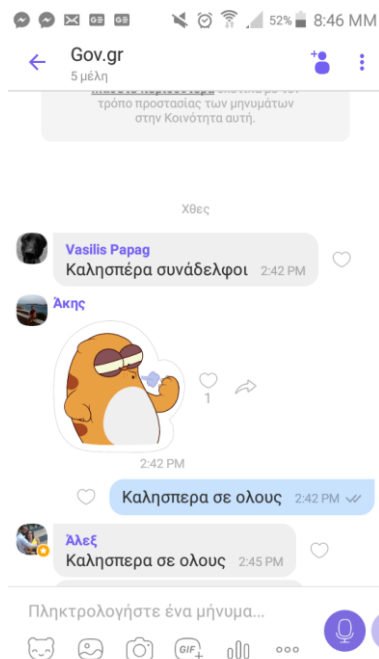 52% 8:46 MM
Gov.gr
5 μέλη
τρόπο προστασίας των μηνυμάτων
στην Κοινότητα αυτή.
Χθες
Vasilis Papag
Καλησπέρα συνάδελφοι 2:42 PM
Άκης
1
2:42 PM
Καλησπερα σε ολους 2:42 PM
Άλεξ
Καλησπερα σε ολους 2:45 PM
Πληκτρολογήστε ένα μήνυμα...
GIF